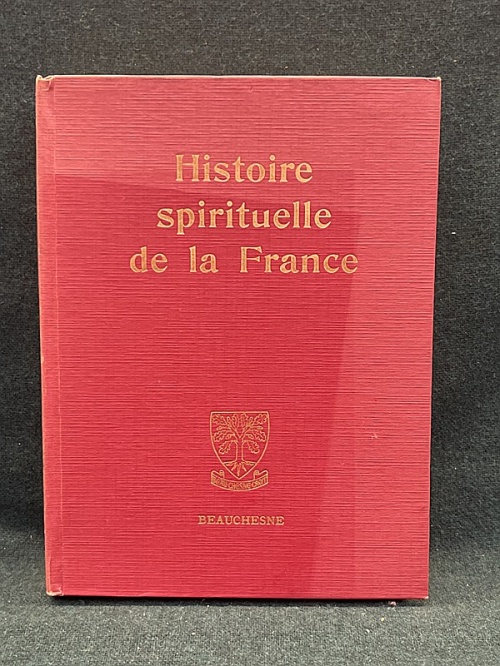 Histoire
spirituelle
de la France
BEAUCHESNE